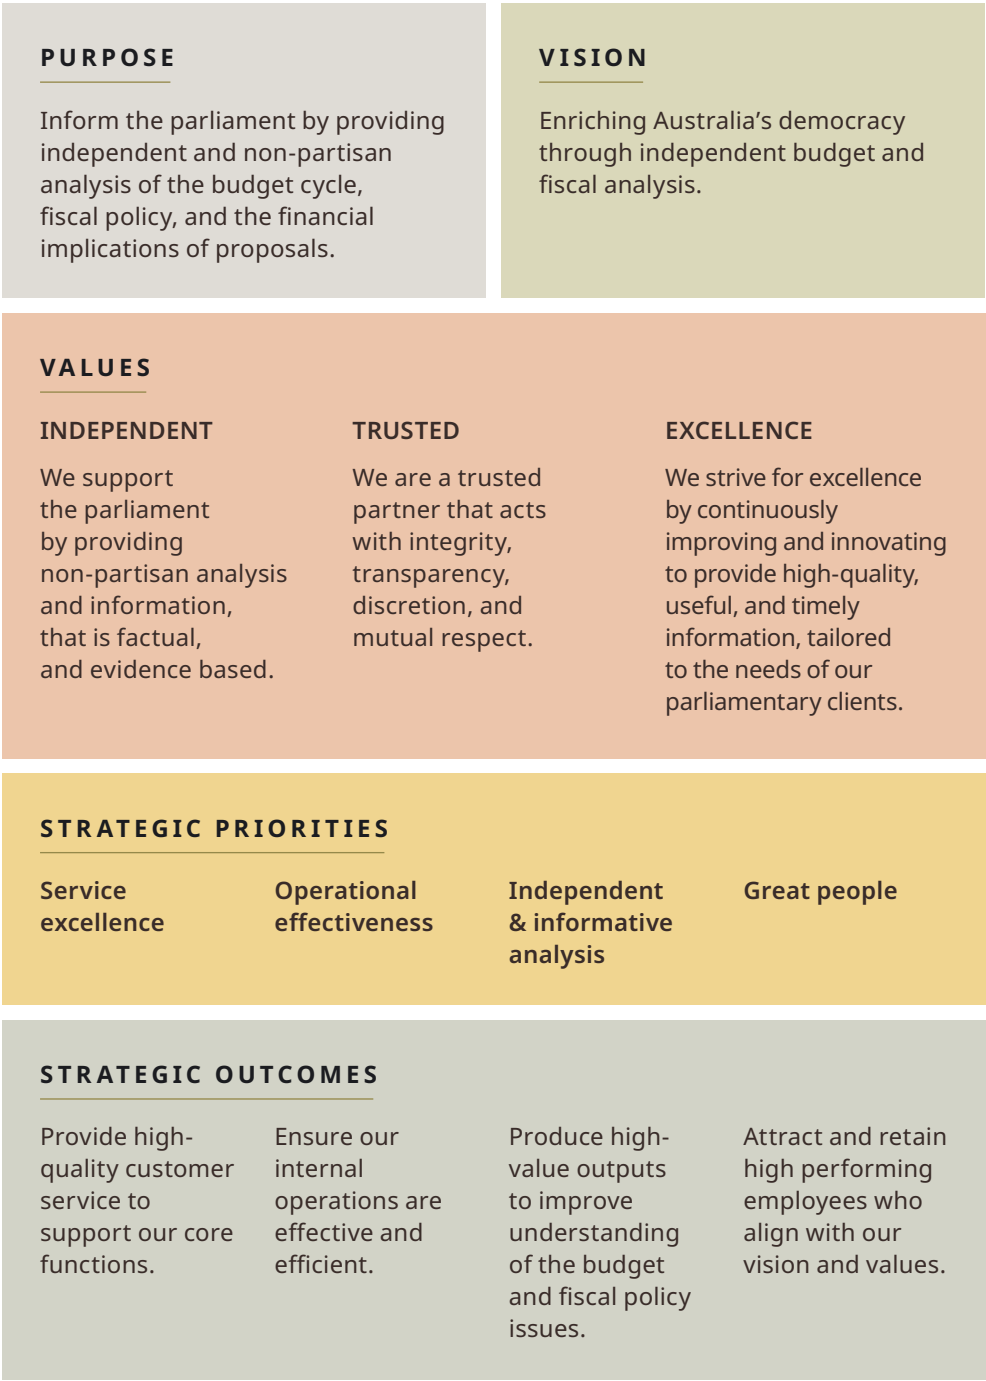 PURPOSE
Inform the parliament by providing
independent and non-partisan
analysis of the budget cycle,
fiscal policy, and the financial
implications of proposals.
VISION
Enriching Australia’s democracy
through independent budget and
fiscal analysis.
VALUES
INDEPENDENT
We support
the parliament
by providing
non-partisan analysis
and information,
that is factual,
and evidence based.
TRUSTED
We are a trusted
partner that acts
with integrity,
transparency,
discretion, and
mutual respect.
EXCELLENCE
We strive for excellence
by continuously
improving and innovating
to provide high-quality,
useful, and timely
information, tailored
to the needs of our
parliamentary clients.
STRATEGIC PRIORITIES
Service
excellence
Operational
effectiveness
Independent
& informative
analysis
Great people
STRATEGIC OUTCOMES
Provide high-
quality customer
service to
support our core
functions.
Ensure our
internal
operations are
effective and
efficient.
Produce high-
value outputs
to improve
understanding
of the budget
and fiscal policy
issues.
Attract and retain
high performing
employees who
align with our
vision and values.